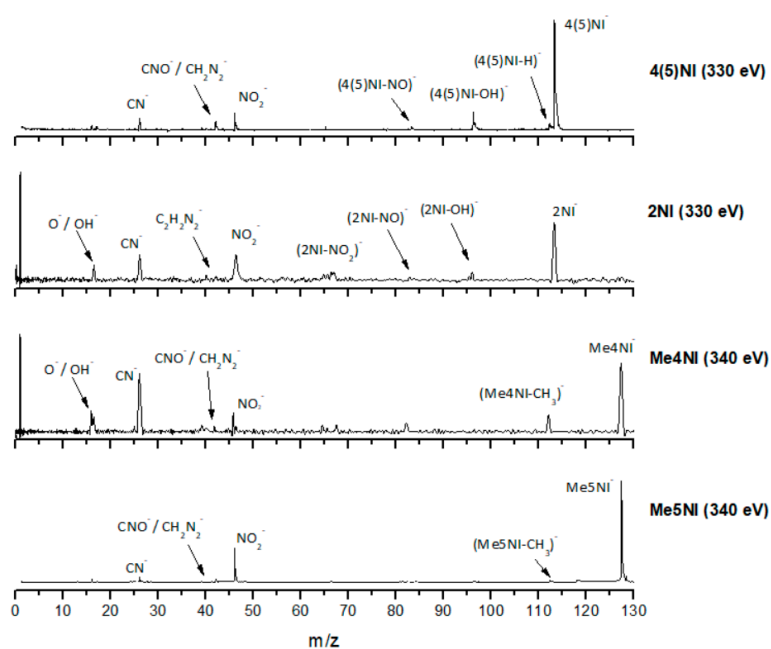 4(5)NI⁻
(4(5)NI-H)⁻
4(5)NI (330 eV)
CNO⁻/ CH₂N₂⁻
(4(5)NI-NO)⁻
(4(5)NI-OH)⁻
CN⁻
NO₂⁻
2NI⁻
2NI (330 eV)
O⁻/ OH⁻
C₂H₂N₂⁻
(2NI-NO)⁻
(2NI-OH)⁻
CN⁻
NO₂⁻
(2NI-NO₂)⁻
Me4NI⁻
Me4NI (340 eV)
O⁻/ OH⁻
CN⁻
CNO⁻/ CH₂N₂⁻
NO₂⁻
(Me4NI-CH₃)⁻
Me5NI⁻
Me5NI (340 eV)
CNO⁻/ CH₂N₂⁻
NO₂⁻
(Me5NI-CH₃)⁻
CN⁻
0 10 20 30 40 50 60 70 80 90 100 110 120 130
m/z